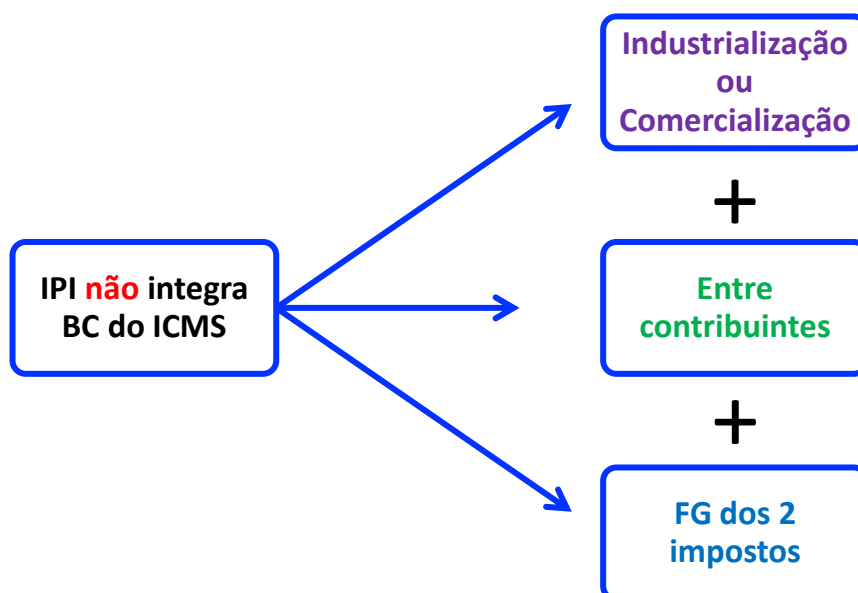 IPI não integra
BC do ICMS
Industrialização
ou
Comercialização
+
Entre
contribuintes
+
FG dos 2
impostos